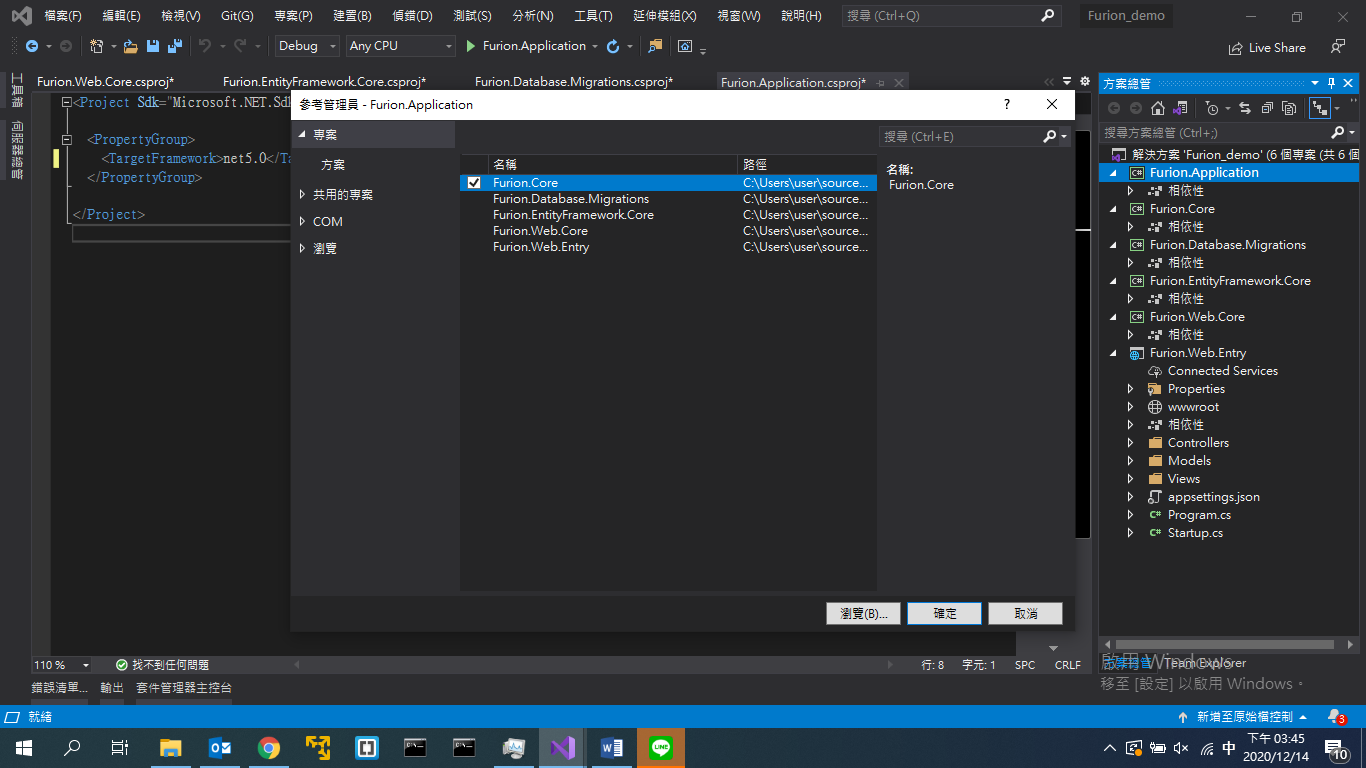 檔案(F) 編輯(E) 檢視(V) Git(G) 專案(P) 建置(B) 偵錯(D) 測試(S) 分析(N) 工具(T) 延伸模組(X) 視窗(W) 說明(H) 搜尋 (Ctrl+Q) Furion_demo
Debug Any CPU Furion.Application Live Share
工具箱
伺服器總管
Furion.Web.Core.csproj* Furion.EntityFramework.Core.csproj* Furion.Database.Migrations.csproj* Furion.Application.csproj*
<Project Sdk="Microsoft.NET.Sd
<PropertyGroup>
<TargetFramework>net5.0</Ta
</PropertyGroup>
</Project>
參考管理員 - Furion.Application
?
專案
方案
共用的專案
COM
瀏覽
搜尋 (Ctrl+E)
名稱 路徑
Furion.Core C:\Users\user\source...
Furion.Database.Migrations C:\Users\user\source...
Furion.EntityFramework.Core C:\Users\user\source...
Furion.Web.Core C:\Users\user\source...
Furion.Web.Entry C:\Users\user\source...
名稱:
Furion.Core
瀏覽(B)... 確定 取消
方案總管
搜尋方案總管 (Ctrl+;)
解決方案 'Furion_demo' (6 個專案 (共 6 個
Furion.Application
相依性
Furion.Core
相依性
Furion.Database.Migrations
相依性
Furion.EntityFramework.Core
相依性
Furion.Web.Core
相依性
Furion.Web.Entry
Connected Services
Properties
wwwroot
相依性
Controllers
Models
Views
appsettings.json
Program.cs
Startup.cs
方案總管 Team Explorer
啟用 Windows
移至 [設定] 以啟用 Windows。
110 % 找不到任何問題 行: 8 字元: 1 SPC CRLF
錯誤清單... 輸出 套件管理器主控台
就緒 新增至原始檔控制 3
中 下午 03:45
2020/12/14 10
LINE